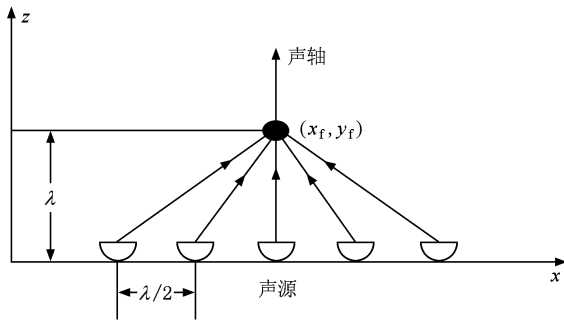 z
声轴
(x_f, y_f)
λ
x
λ/2
声源